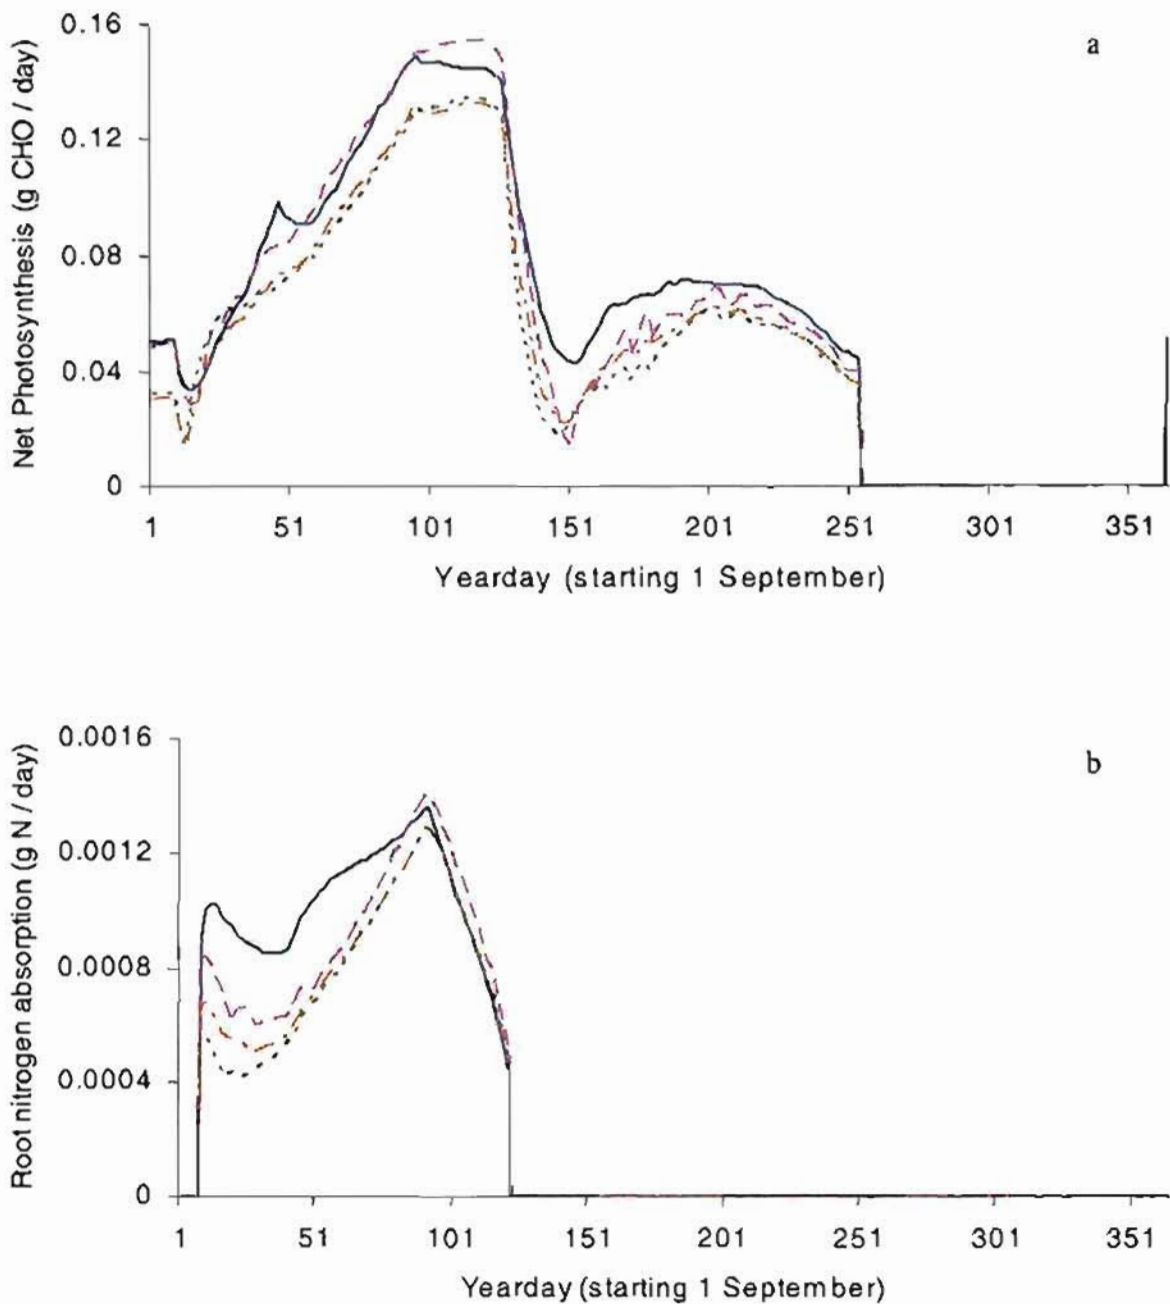 a
Net Photosynthesis (g CHO / day)
0.16
0.12
0.08
0.04
0
1 51 101 151 201 251 301 351
Yearday (starting 1 September)
b
Root nitrogen absorption (g N / day)
0.0016
0.0012
0.0008
0.0004
0
1 51 101 151 201 251 301 351
Yearday (starting 1 September)